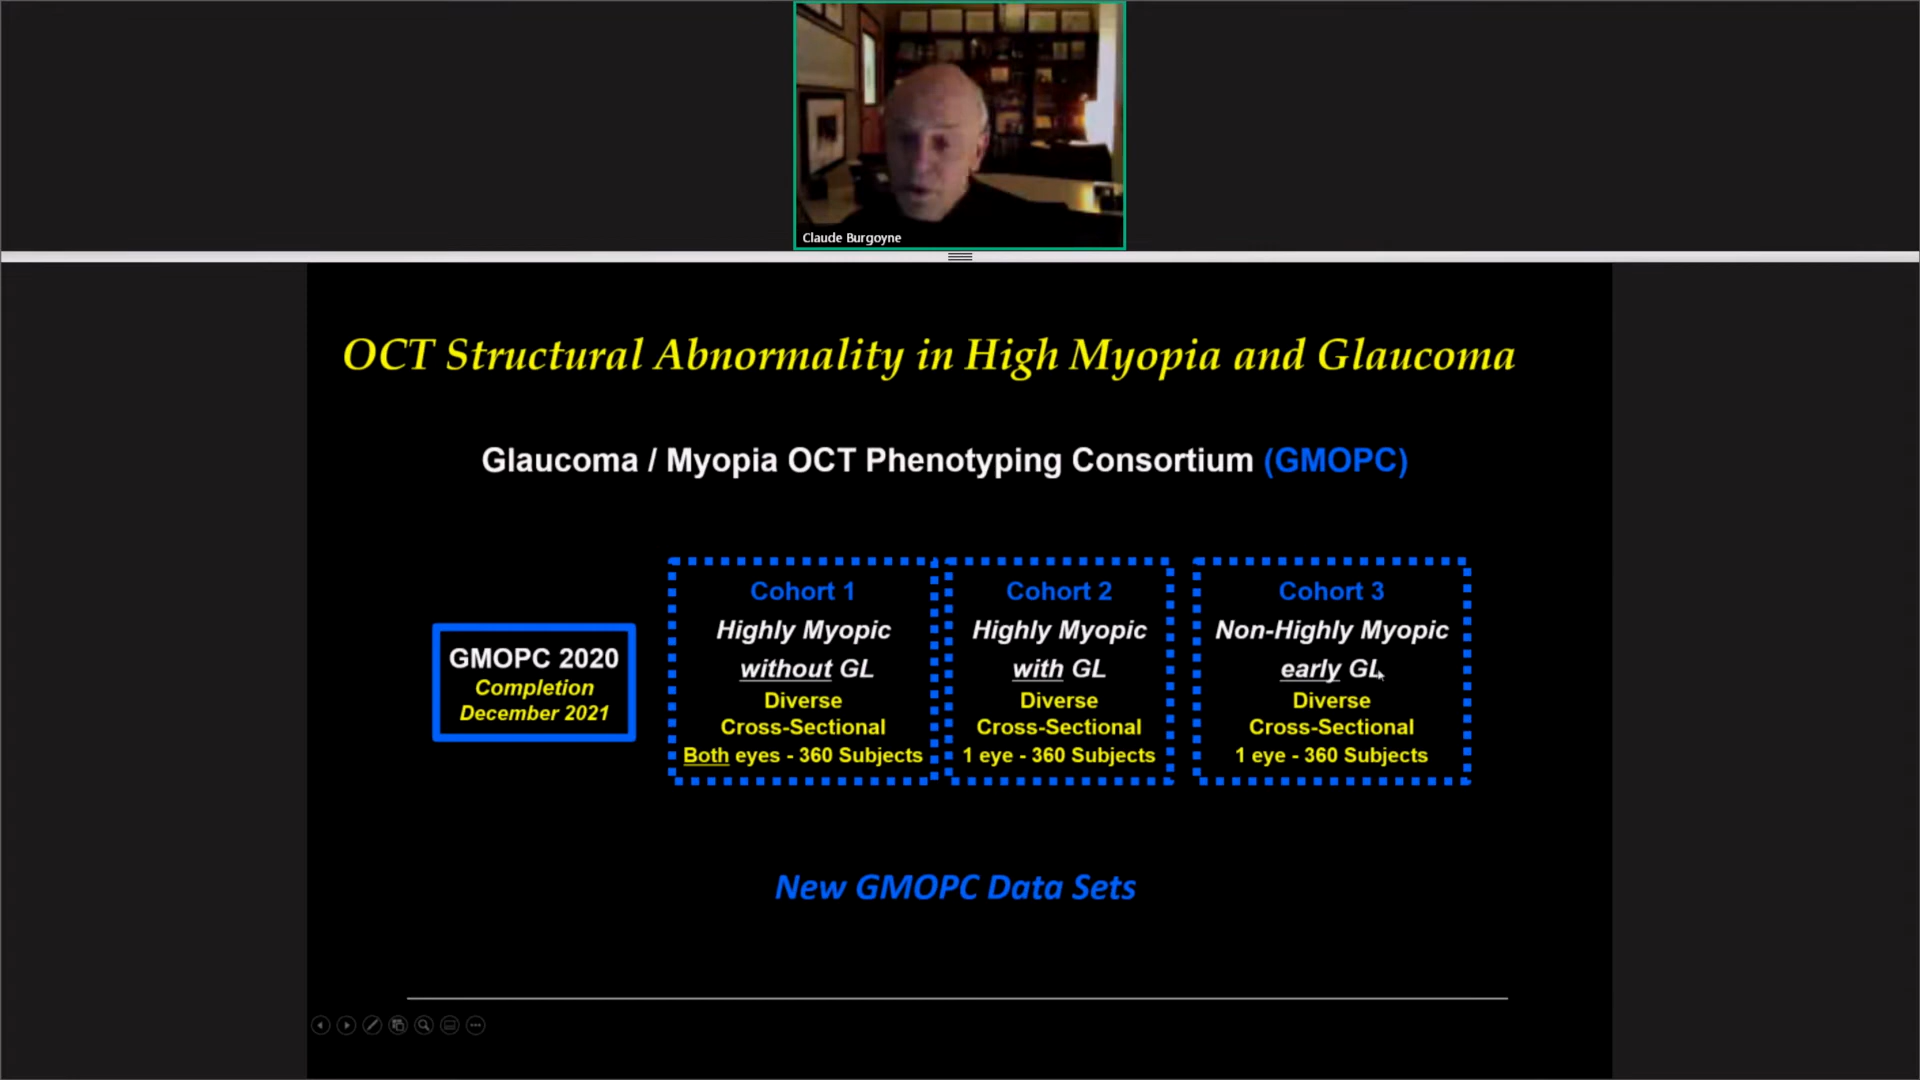 Claude Burgoyne
OCT Structural Abnormality in High Myopia and Glaucoma
Glaucoma / Myopia OCT Phenotyping Consortium (GMOPC)
GMOPC 2020
Completion
December 2021
Cohort 1
Highly Myopic
without GL
Diverse
Cross-Sectional
Both eyes - 360 Subjects
Cohort 2
Highly Myopic
with GL
Diverse
Cross-Sectional
1 eye - 360 Subjects
Cohort 3
Non-Highly Myopic
early GL
Diverse
Cross-Sectional
1 eye - 360 Subjects
New GMOPC Data Sets